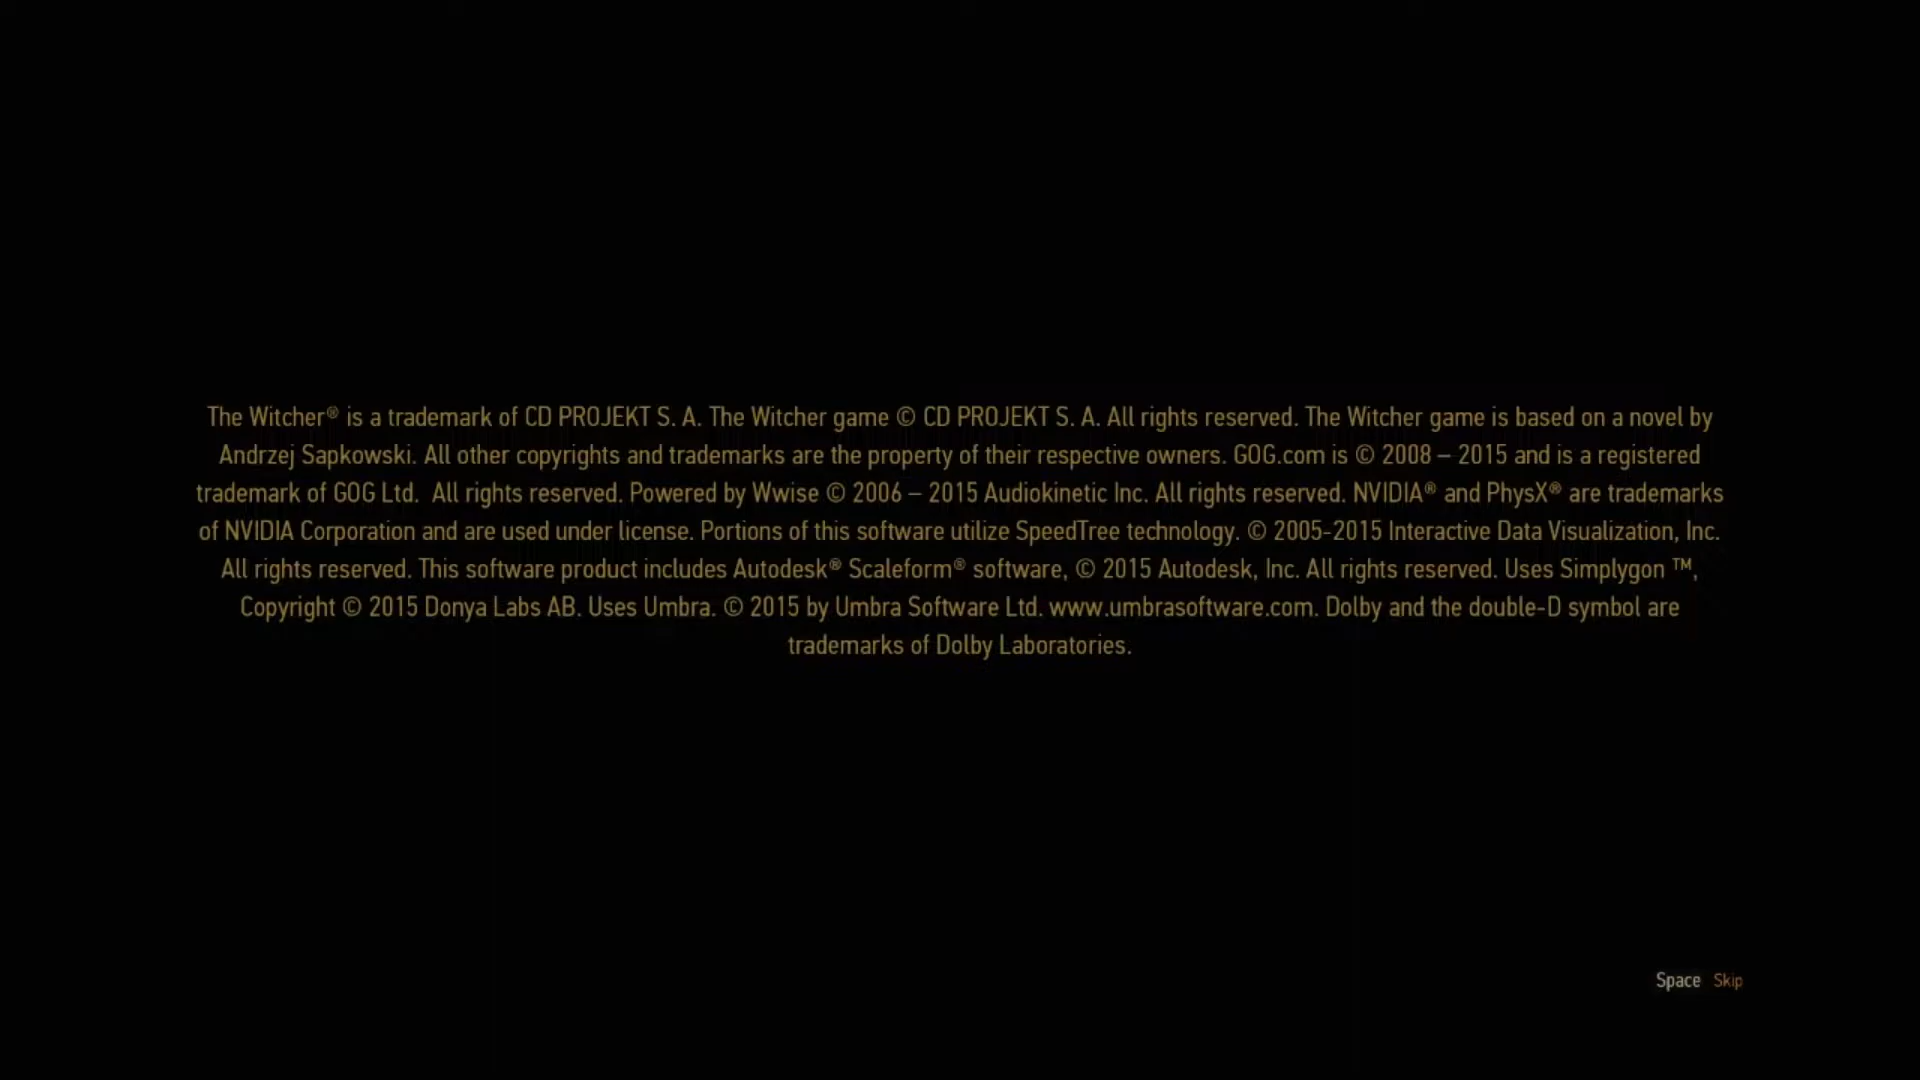 The Witcher® is a trademark of CD PROJEKT S. A. The Witcher game © CD PROJEKT S. A. All rights reserved. The Witcher game is based on a novel by
Andrzej Sapkowski. All other copyrights and trademarks are the property of their respective owners. GOG.com is © 2008 – 2015 and is a registered
trademark of GOG Ltd.  All rights reserved. Powered by Wwise © 2006 – 2015 Audiokinetic Inc. All rights reserved. NVIDIA® and PhysX® are trademarks
of NVIDIA Corporation and are used under license. Portions of this software utilize SpeedTree technology. © 2005-2015 Interactive Data Visualization, Inc.
All rights reserved. This software product includes Autodesk® Scaleform® software, © 2015 Autodesk, Inc. All rights reserved. Uses Simplygon ™,
Copyright © 2015 Donya Labs AB. Uses Umbra. © 2015 by Umbra Software Ltd. www.umbrasoftware.com. Dolby and the double-D symbol are
trademarks of Dolby Laboratories.
Space Skip